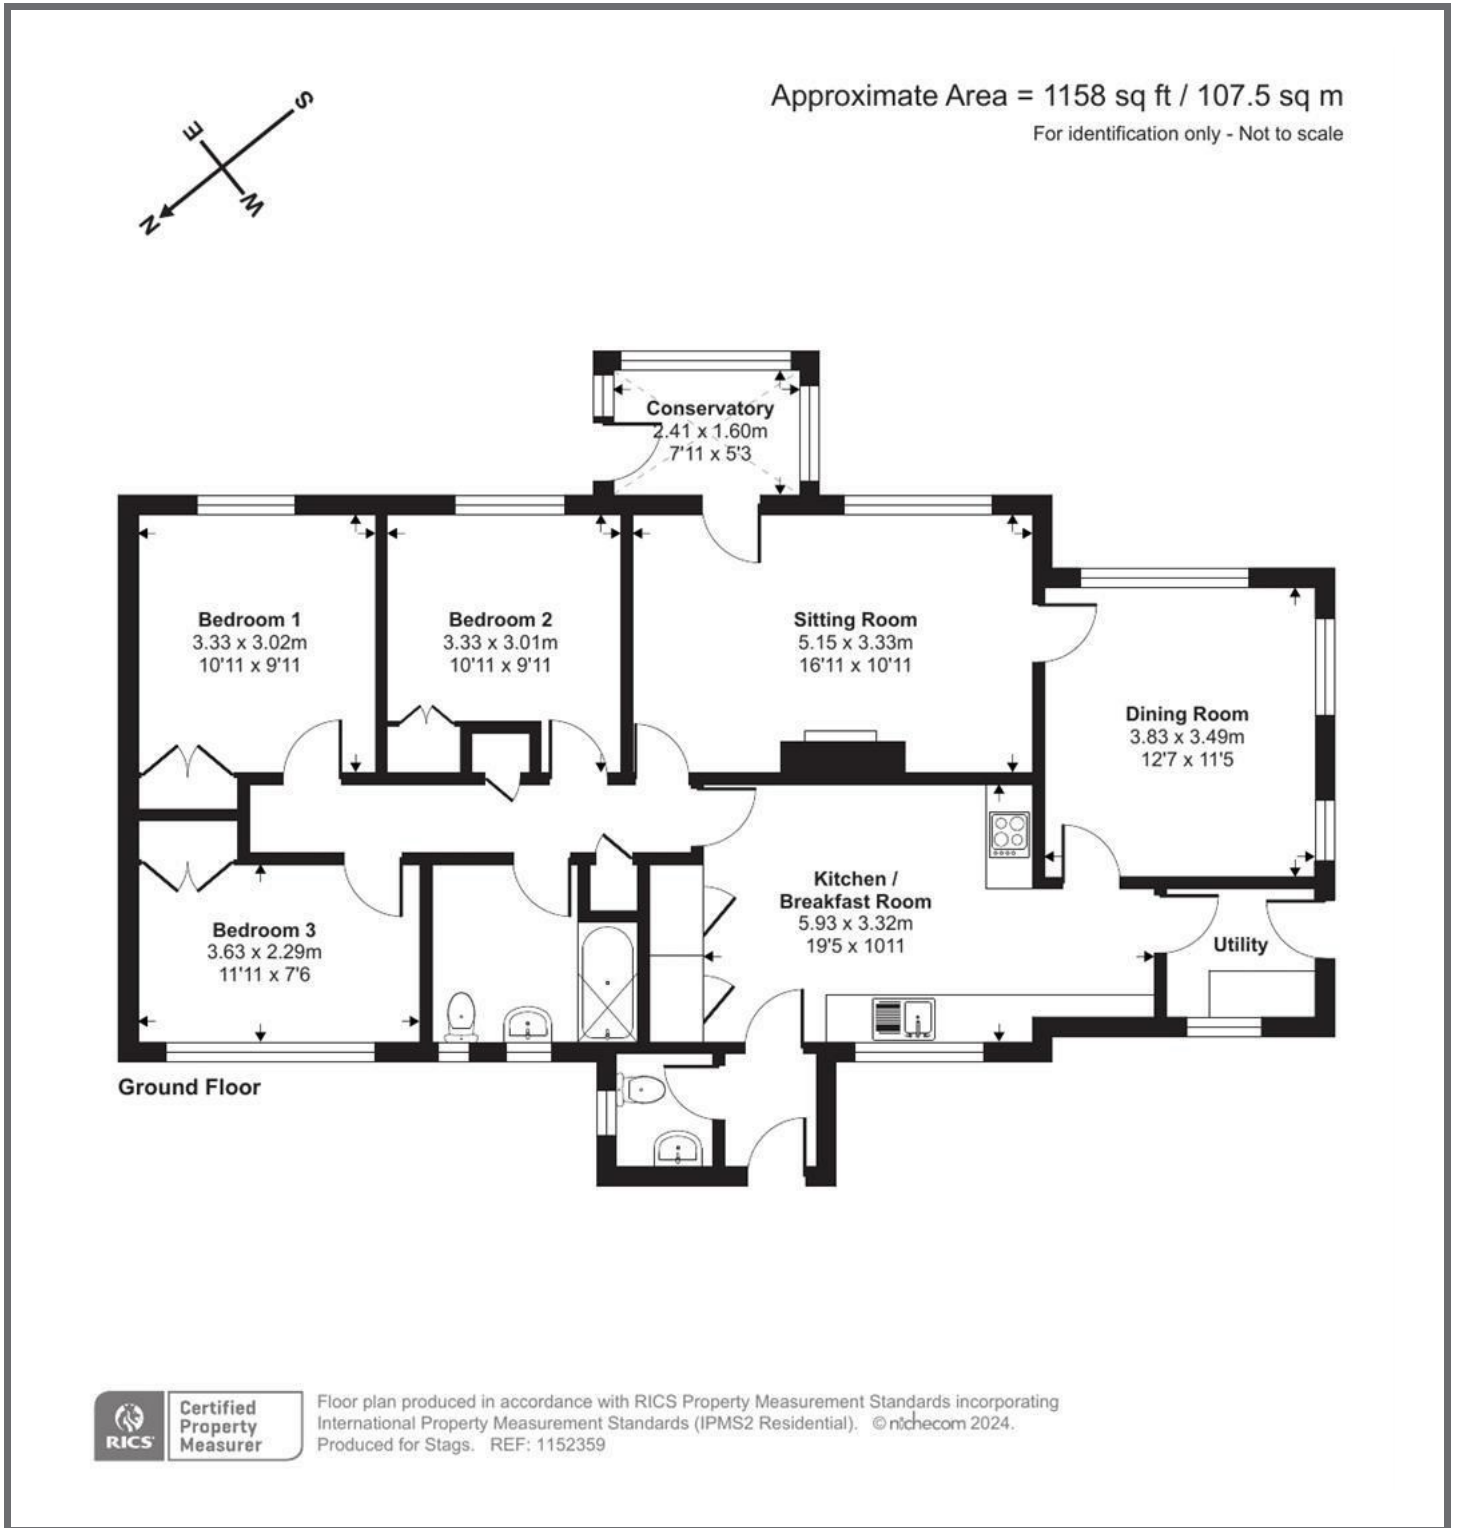 Approximate Area = 1158 sq ft / 107.5 sq m
For identification only - Not to scale
S
E
W
N
Conservatory
2.41 x 1.60m
7'11 x 5'3
Bedroom 1
3.33 x 3.02m
10'11 x 9'11
Bedroom 2
3.33 x 3.01m
10'11 x 9'11
Sitting Room
5.15 x 3.33m
16'11 x 10'11
Dining Room
3.83 x 3.49m
12'7 x 11'5
Kitchen /
Breakfast Room
5.93 x 3.32m
19'5 x 1011
Bedroom 3
3.63 x 2.29m
11'11 x 7'6
Utility
Ground Floor
RICS
Certified
Property
Measurer
Floor plan produced in accordance with RICS Property Measurement Standards incorporating
International Property Measurement Standards (IPMS2 Residential). © nichecom 2024.
Produced for Stags. REF: 1152359